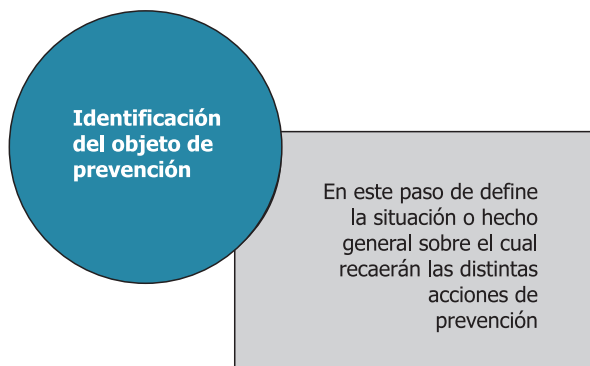 Identificación
del objeto de
prevención
En este paso de define
la situación o hecho
general sobre el cual
recaerán las distintas
acciones de
prevención